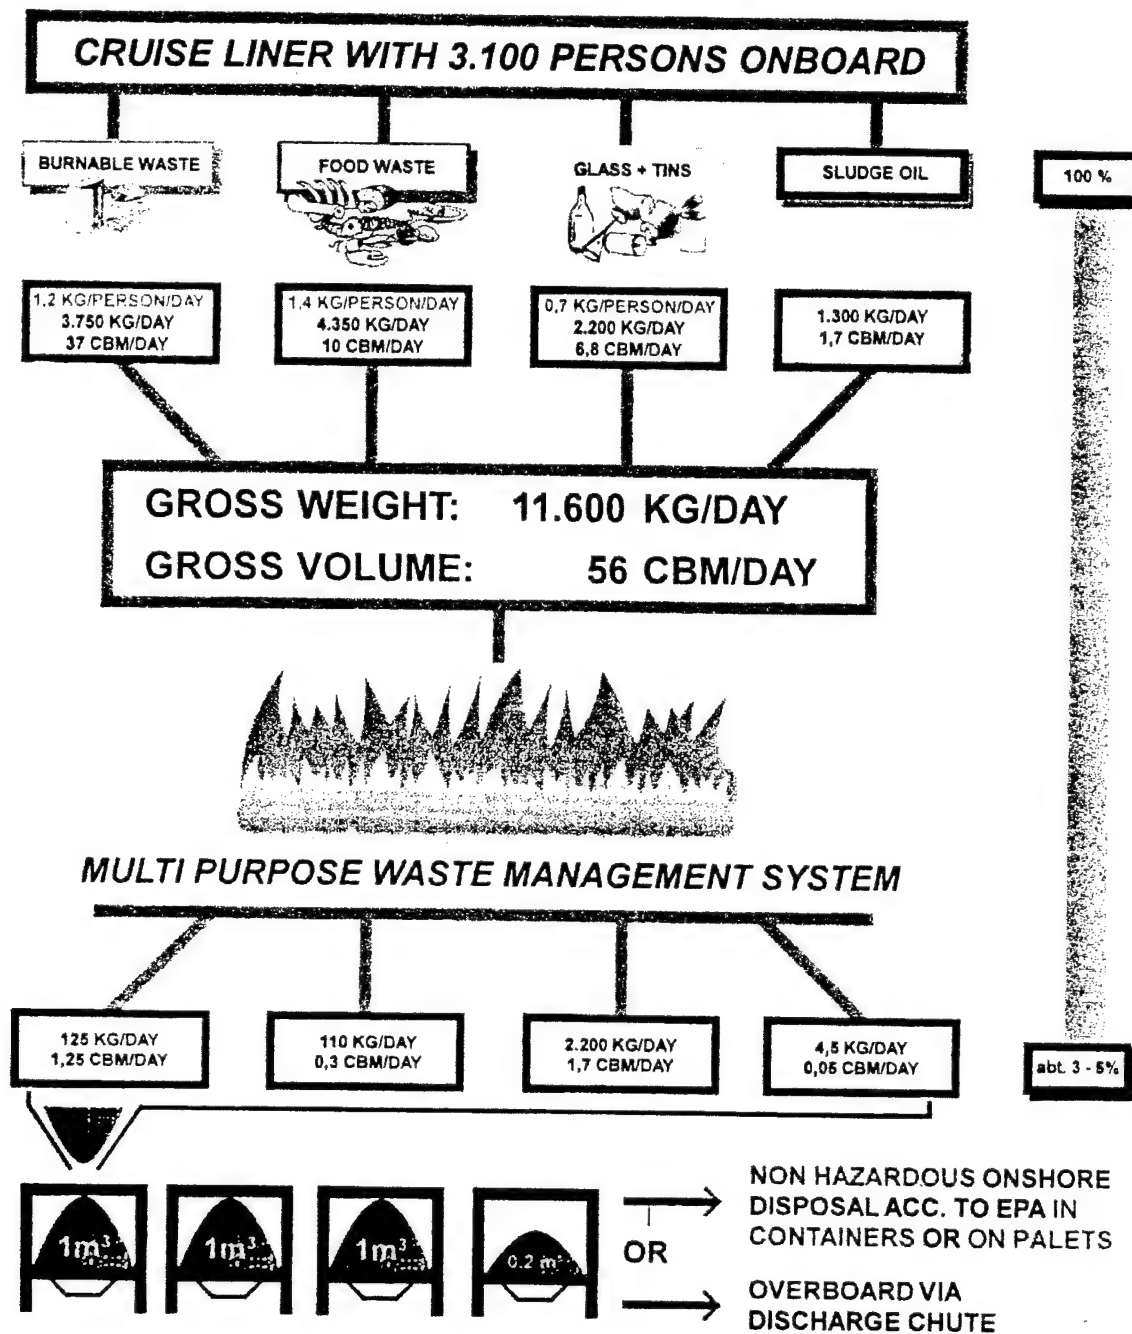 CRUISE LINER WITH 3.100 PERSONS ONBOARD
BURNABLE WASTE
FOOD WASTE
GLASS + TINS
SLUDGE OIL
100 %
1,2 KG/PERSON/DAY
3.750 KG/DAY
37 CBM/DAY
1,4 KG/PERSON/DAY
4.350 KG/DAY
10 CBM/DAY
0,7 KG/PERSON/DAY
2.200 KG/DAY
6,8 CBM/DAY
1.300 KG/DAY
1,7 CBM/DAY
GROSS WEIGHT: 11.600 KG/DAY
GROSS VOLUME: 56 CBM/DAY
MULTI PURPOSE WASTE MANAGEMENT SYSTEM
125 KG/DAY
1,25 CBM/DAY
110 KG/DAY
0,3 CBM/DAY
2.200 KG/DAY
1,7 CBM/DAY
4,5 KG/DAY
0,05 CBM/DAY
abt. 3 - 5%
1m³
1m³
1m³
0.2 m³
NON HAZARDOUS ONSHORE
DISPOSAL ACC. TO EPA IN
CONTAINERS OR ON PALETS
OR
OVERBOARD VIA
DISCHARGE CHUTE